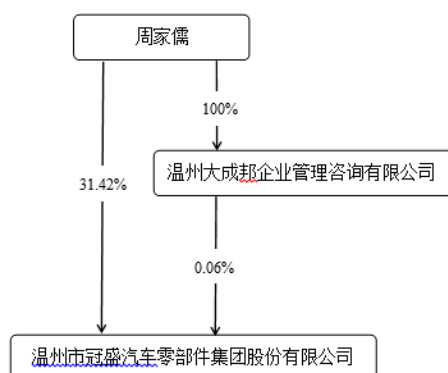 周家儒
100%
温州大成邦企业管理咨询有限公司
31.42%
0.06%
温州市冠盛汽车零部件集团股份有限公司